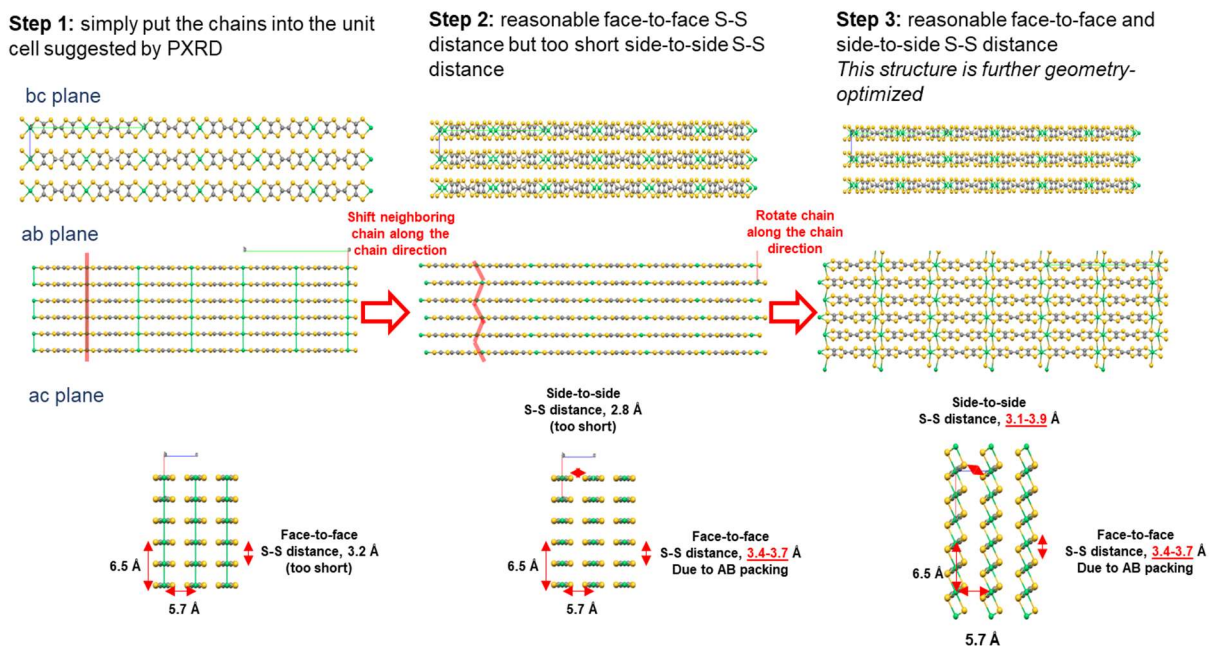 Step 1: simply put the chains into the unit
cell suggested by PXRD
Step 2: reasonable face-to-face S-S
distance but too short side-to-side S-S
distance
Step 3: reasonable face-to-face and
side-to-side S-S distance
This structure is further geometry-
optimized
bc plane
ab plane
Shift neighboring
chain along the
chain direction
Rotate chain
along the chain
direction
ac plane
Face-to-face
S-S distance, 3.2 Å
(too short)
6.5 Å
5.7 Å
Side-to-side
S-S distance, 2.8 Å
(too short)
Face-to-face
S-S distance, 3.4-3.7 Å
Due to AB packing
6.5 Å
5.7 Å
Side-to-side
S-S distance, 3.1-3.9 Å
Face-to-face
S-S distance, 3.4-3.7 Å
Due to AB packing
6.5 Å
5.7 Å